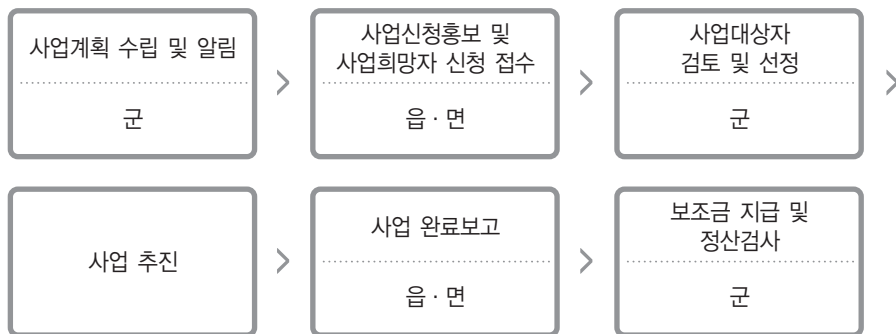 사업계획 수립 및 알림
군
사업신청홍보 및
사업희망자 신청 접수
읍·면
사업대상자
검토 및 선정
군
사업 추진
사업 완료보고
읍·면
보조금 지급 및
정산검사
군